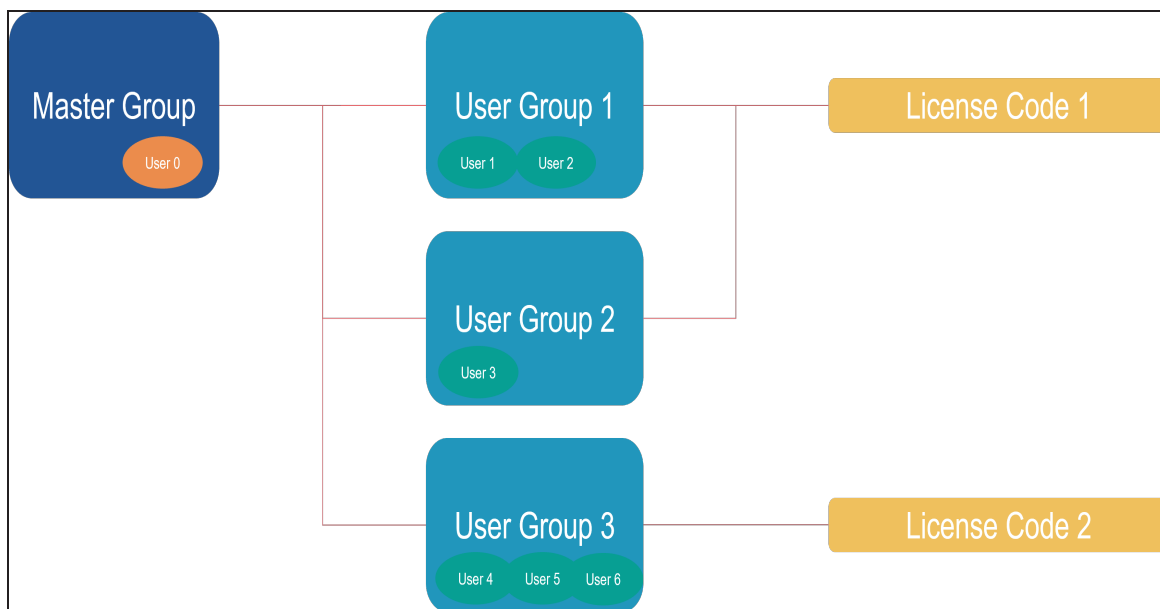 Master Group
User 0
User Group 1
User 1
User 2
License Code 1
User Group 2
User 3
User Group 3
User 4
User 5
User 6
License Code 2